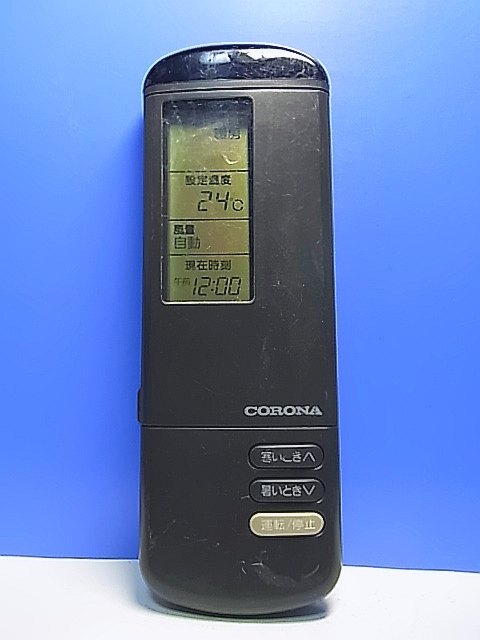 暖房
設定温度
24℃
風量
自動
現在時刻
午前 12:00
CORONA
寒いときへ
暑いとき∨
運転/停止